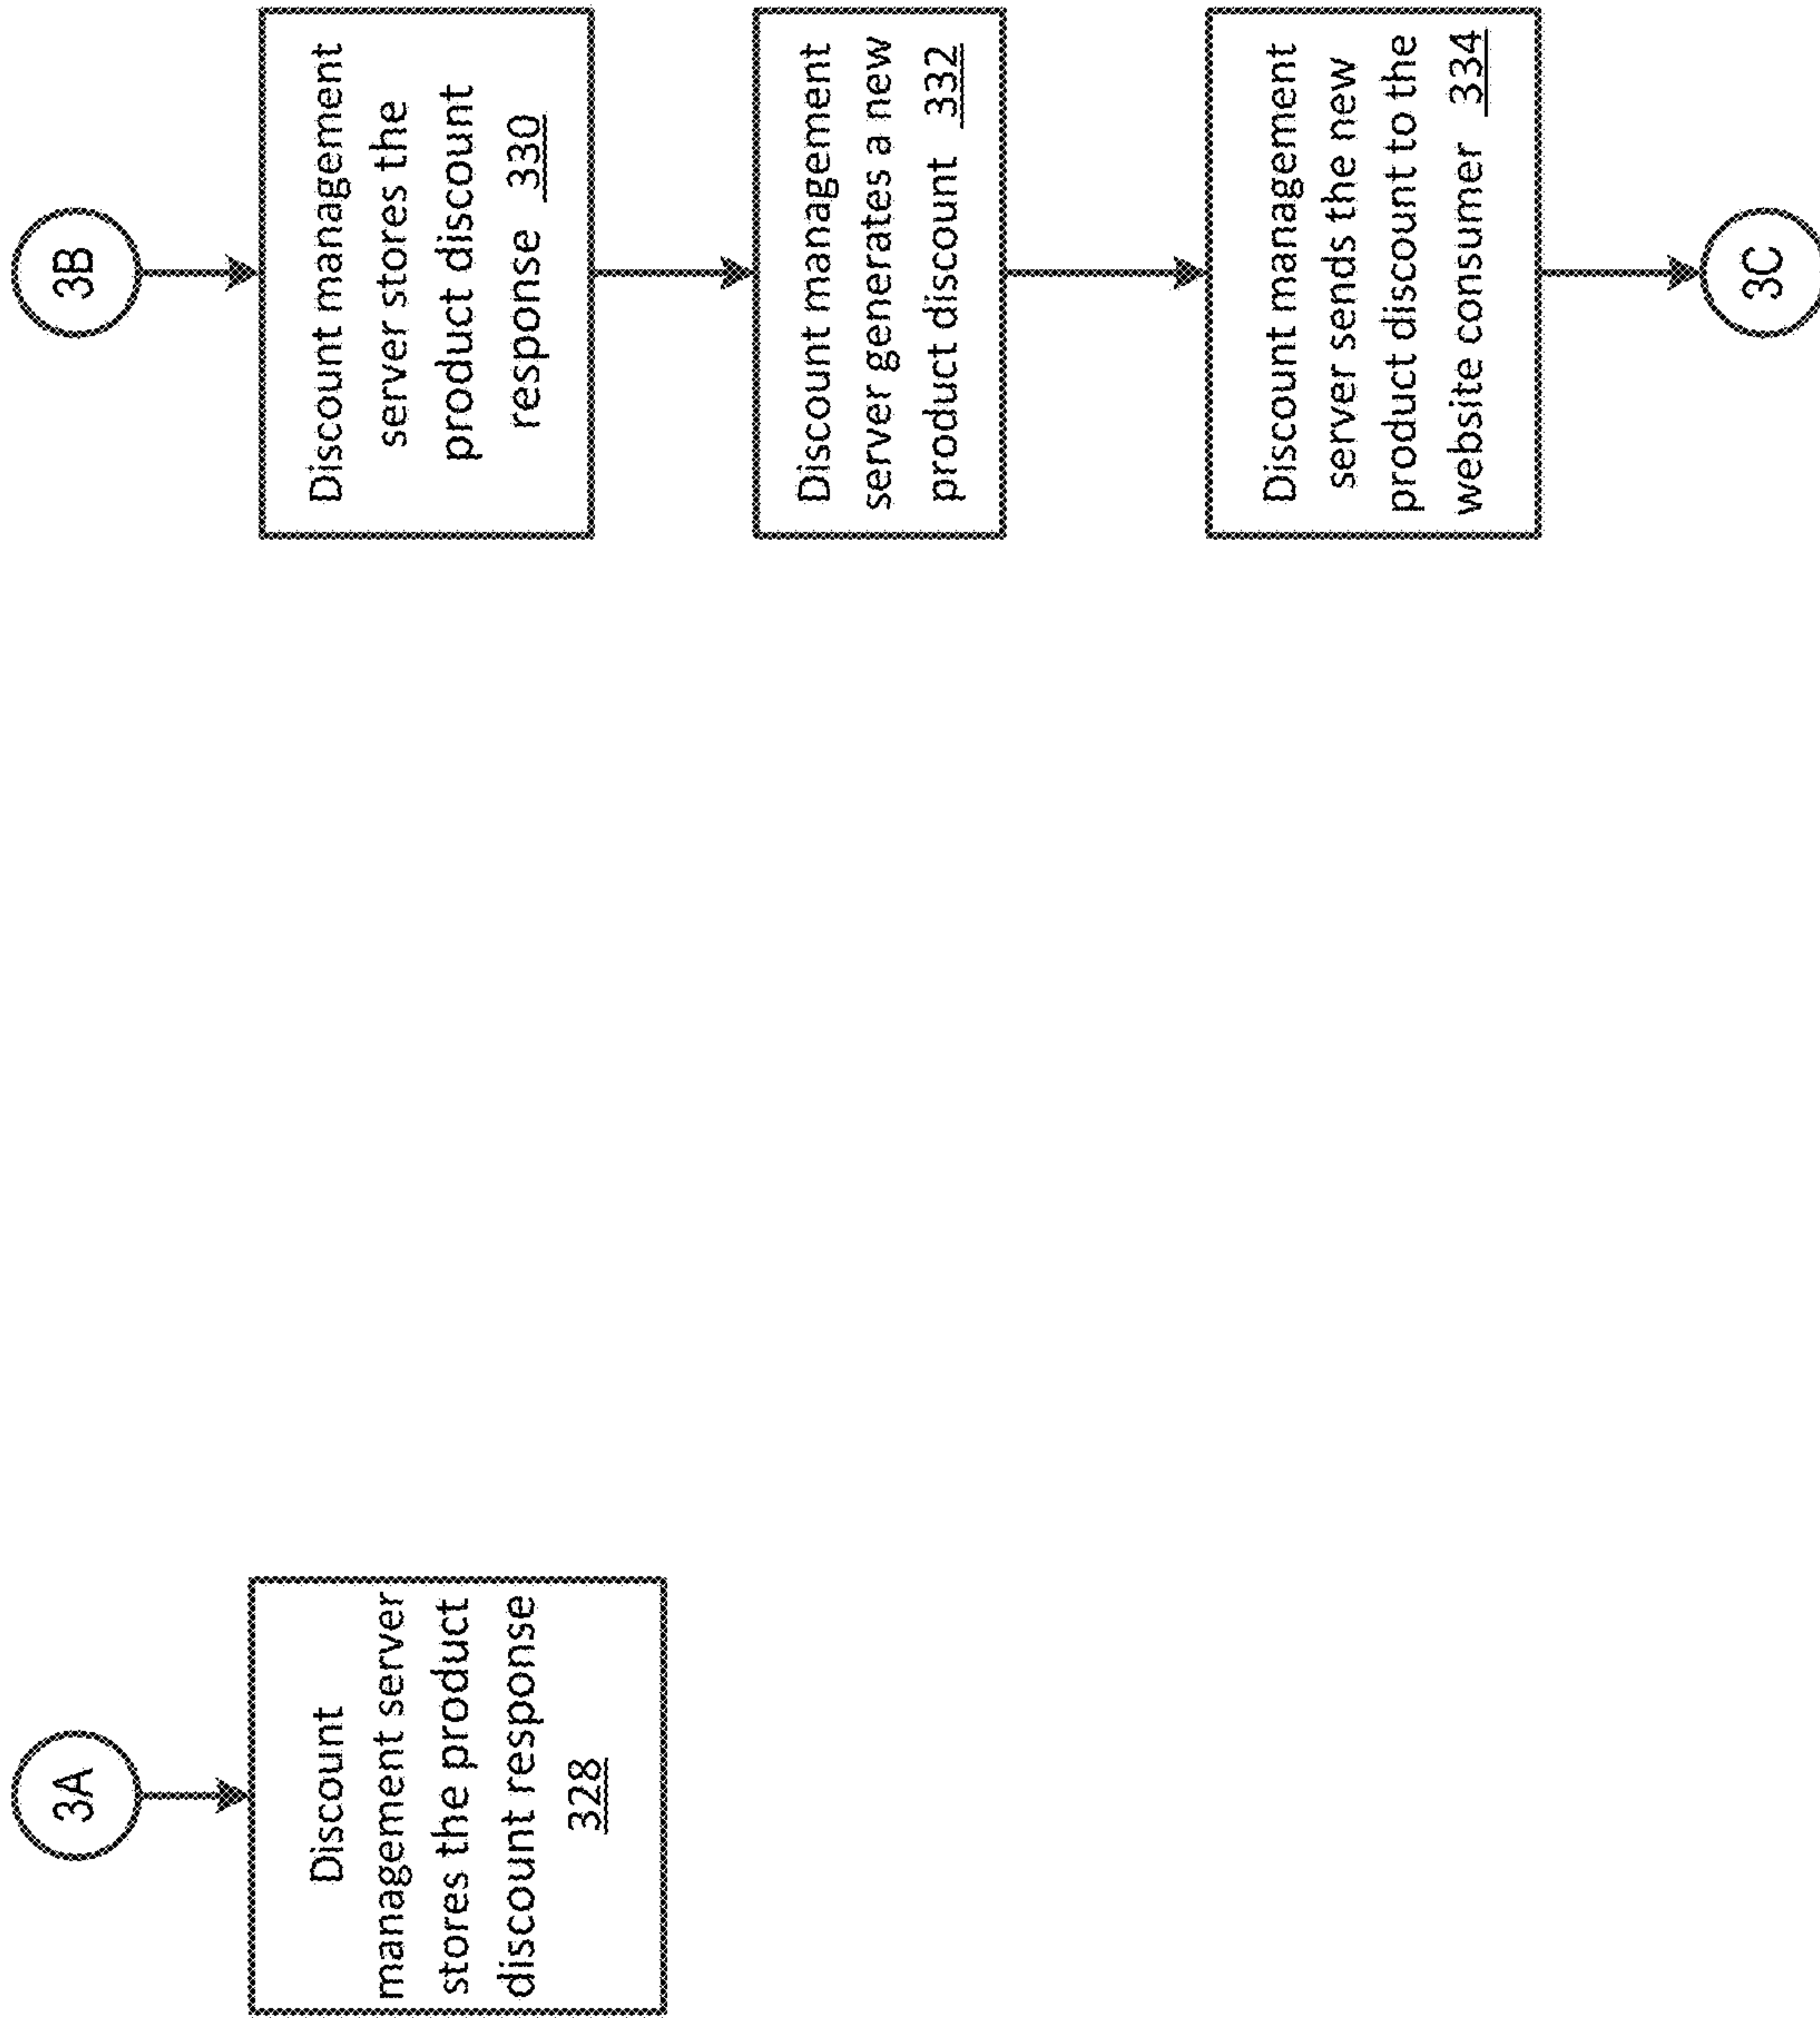 3A
Discount
management server
stores the product
discount response
328
3B
Discount management
server stores the
product discount
response 330
Discount management
server generates a new
product discount 332
Discount management
server sends the new
product discount to the
website consumer 334
3C